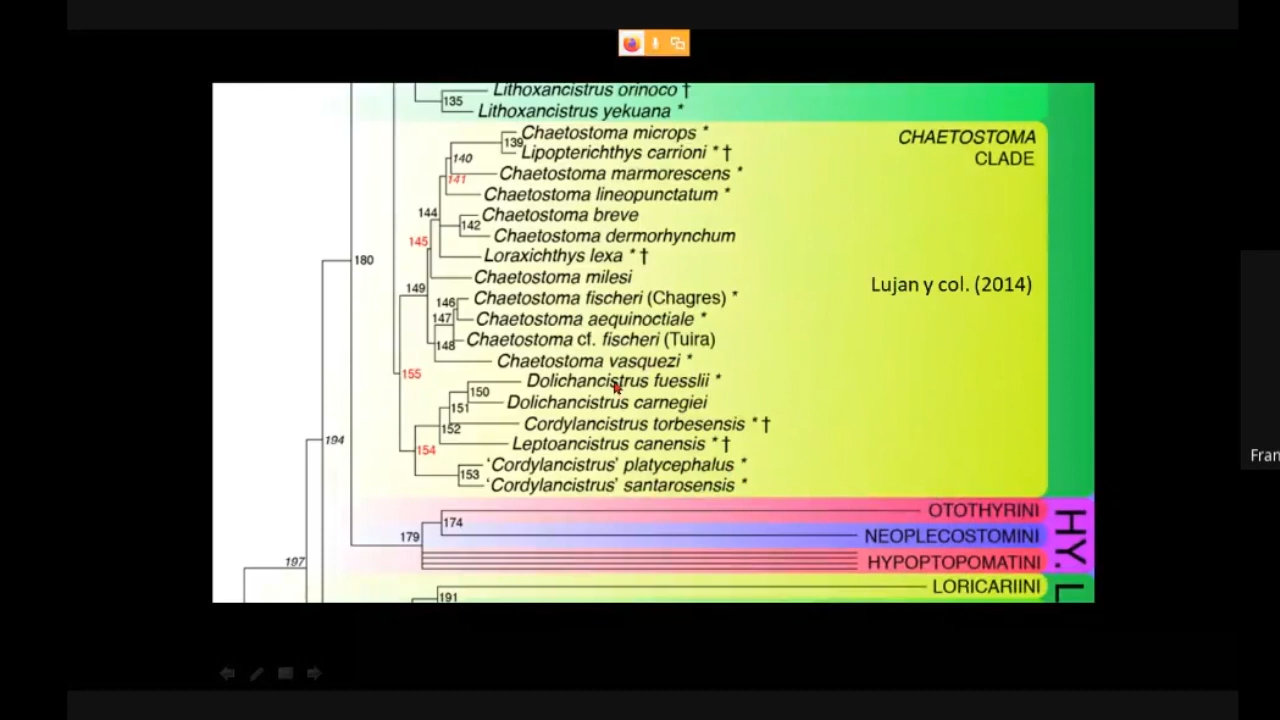 Lithoxancistrus orinoco †
135
Lithoxancistrus yekuana *
Chaetostoma microps *
CHAETOSTOMA
139
Lipopterichthys carrioni * †
140
CLADE
Chaetostoma marmorescens *
141
Chaetostoma lineopunctatum *
144
Chaetostoma breve
142
Chaetostoma dermorhynchum
145
Loraxichthys lexa * †
180
Chaetostoma milesi
Lujan y col. (2014)
149
146
Chaetostoma fischeri (Chagres) *
147
Chaetostoma aequinoctiale *
148
Chaetostoma cf. fischeri (Tuira)
Chaetostoma vasquezi *
155
Dolichancistrus fuesslii *
150
Dolichancistrus carnegiei
151
Cordylancistrus torbesensis * †
152
194
Leptoancistrus canensis * †
154
'Cordylancistrus' platycephalus *
153
'Cordylancistrus' santarosensis *
Fran
OTOTHYRINI
174
179
NEOPLECOSTOMINI
HY.
197
HYPOPTOPOMATINI
LORICARIINI
191
L